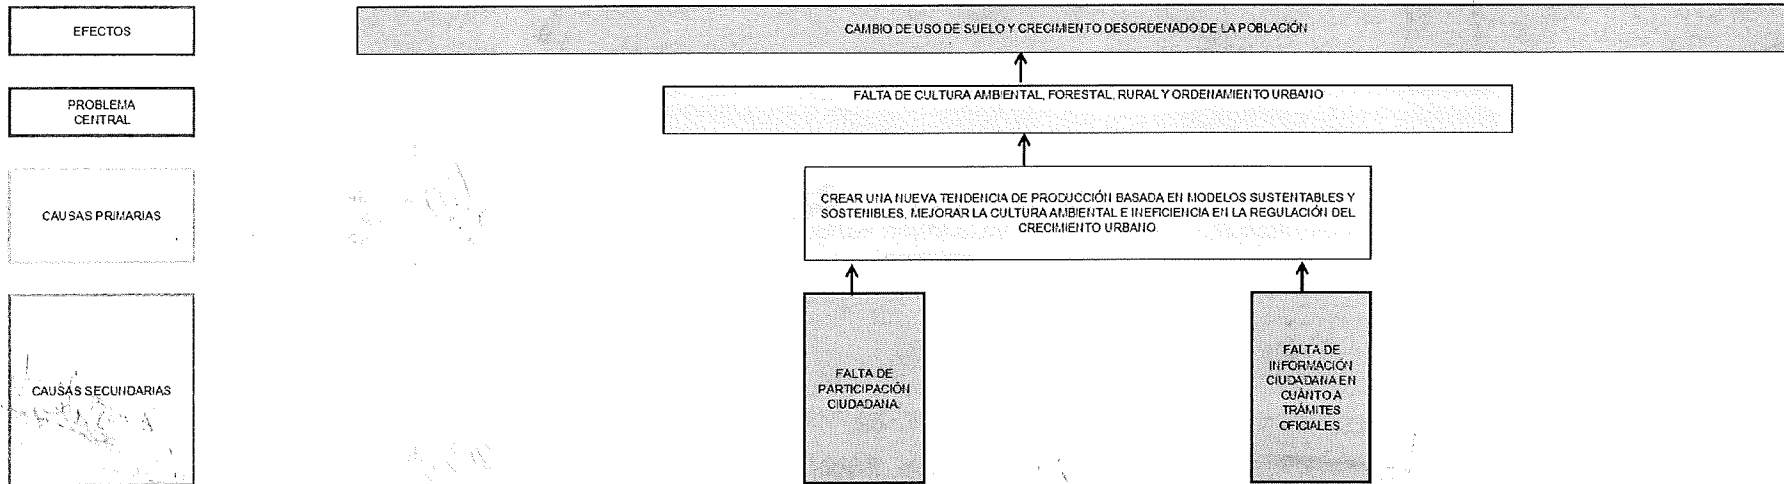 EFECTOS
CAMBIO DE USO DE SUELO Y CRECIMIENTO DESORDENADO DE LA POBLACIÓN
PROBLEMA
CENTRAL
FALTA DE CULTURA AMBIENTAL, FORESTAL, RURAL Y ORDENAMIENTO URBANO
CAUSAS PRIMARIAS
CREAR UNA NUEVA TENDENCIA DE PRODUCCIÓN BASADA EN MODELOS SUSTENTABLES Y
SOSTENIBLES, MEJORAR LA CULTURA AMBIENTAL E INEFICIENCIA EN LA REGULACIÓN DEL
CRECIMIENTO URBANO.
CAUSAS SECUNDARIAS
FALTA DE
PARTICIPACIÓN
CIUDADANA.
FALTA DE
INFORMACIÓN
CIUDADANA EN
CUÁNTO A
TRÁMITES
OFICIALES